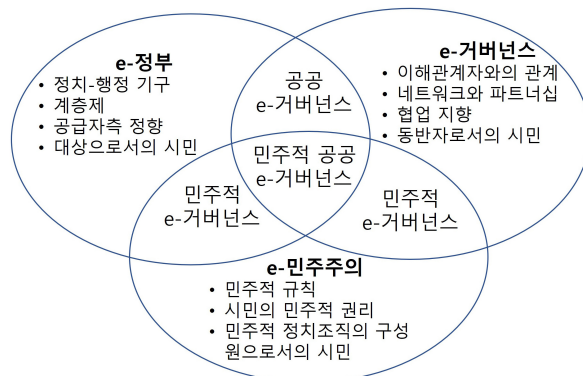 e-정부
• 정치-행정 기구
• 계층제
• 공급자측 정향
• 대상으로서의 시민
공공
e-거버넌스
e-거버넌스
• 이해관계자와의 관계
• 네트워크와 파트너십
• 협업 지향
• 동반자로서의 시민
민주적 공공
e-거버넌스
민주적
e-거버넌스
민주적
e-거버넌스
e-민주주의
• 민주적 규칙
• 시민의 민주적 권리
• 민주적 정치조직의 구성
원으로서의 시민